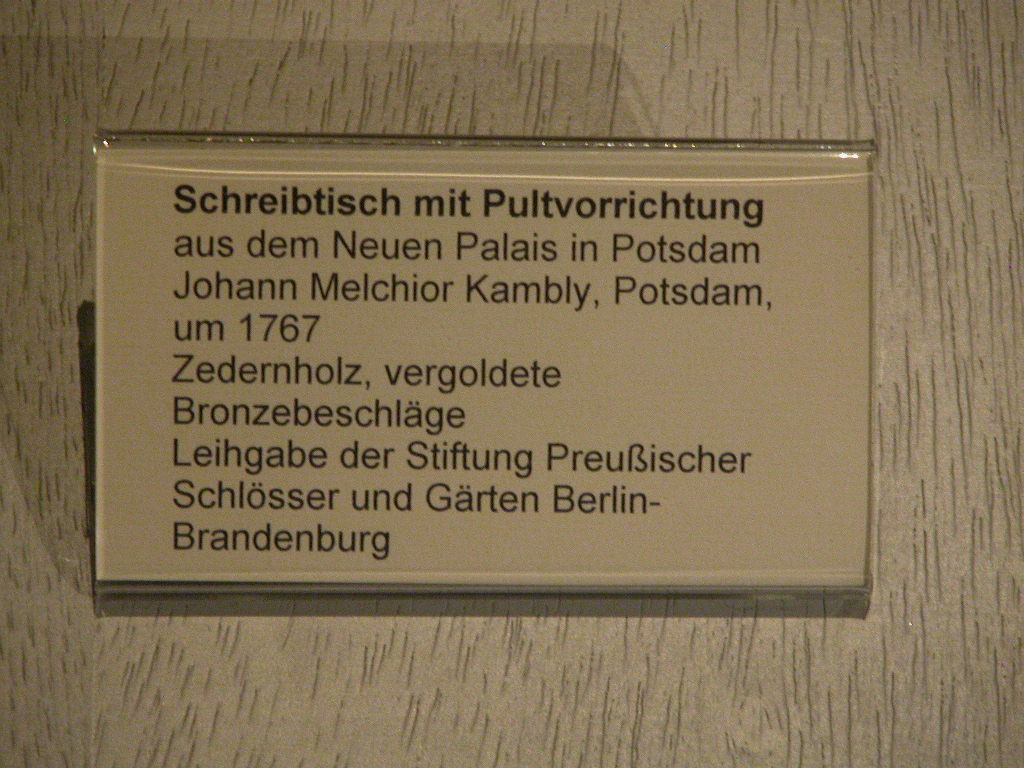 Schreibtisch mit Pultvorrichtung
aus dem Neuen Palais in Potsdam
Johann Melchior Kambly, Potsdam,
um 1767
Zedernholz, vergoldete
Bronzebeschläge
Leihgabe der Stiftung Preußischer
Schlösser und Gärten Berlin-
Brandenburg